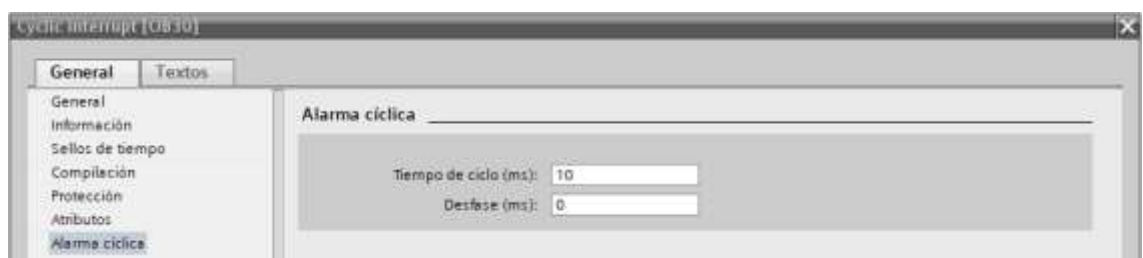 Cyclic interrupt [OB30]
General Textos
General
Información
Sellos de tiempo
Compilación
Protección
Atributos
Alarma cíclica
Alarma cíclica
Tiempo de ciclo (ms): 10
Desfase (ms): 0